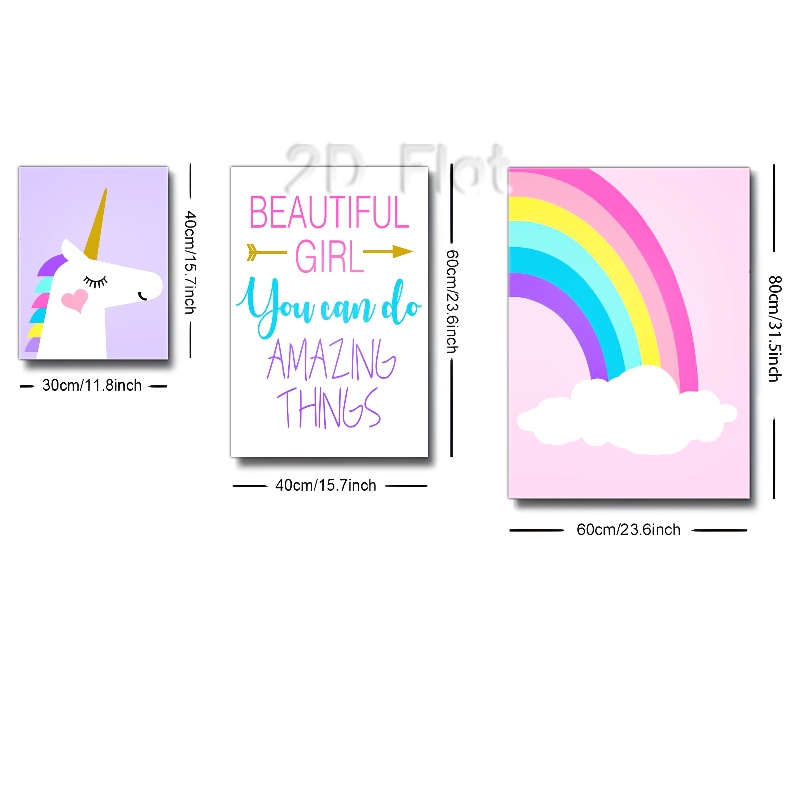 2D Flat
BEAUTIFUL
GIRL
You can do
AMAZING
THINGS
40cm/15.7inch
30cm/11.8inch
60cm/23.6inch
40cm/15.7inch
80cm/31.5inch
60cm/23.6inch